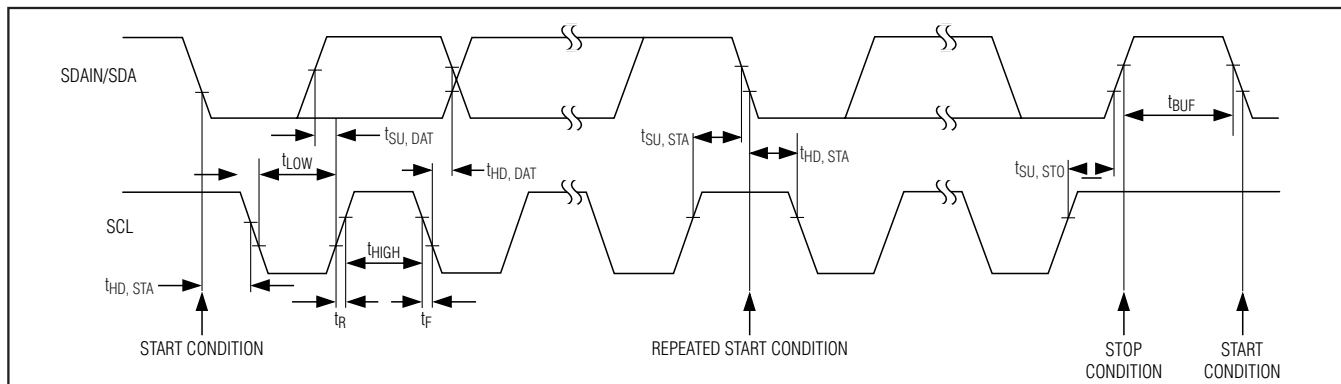 SDAIN/SDA
tSU, DAT
tLOW
tHD, DAT
tSU, STA
tHD, STA
tBUF
tSU, STO
SCL
tHIGH
tHD, STA
tR
tF
START CONDITION
REPEATED START CONDITION
STOP
CONDITION
START
CONDITION